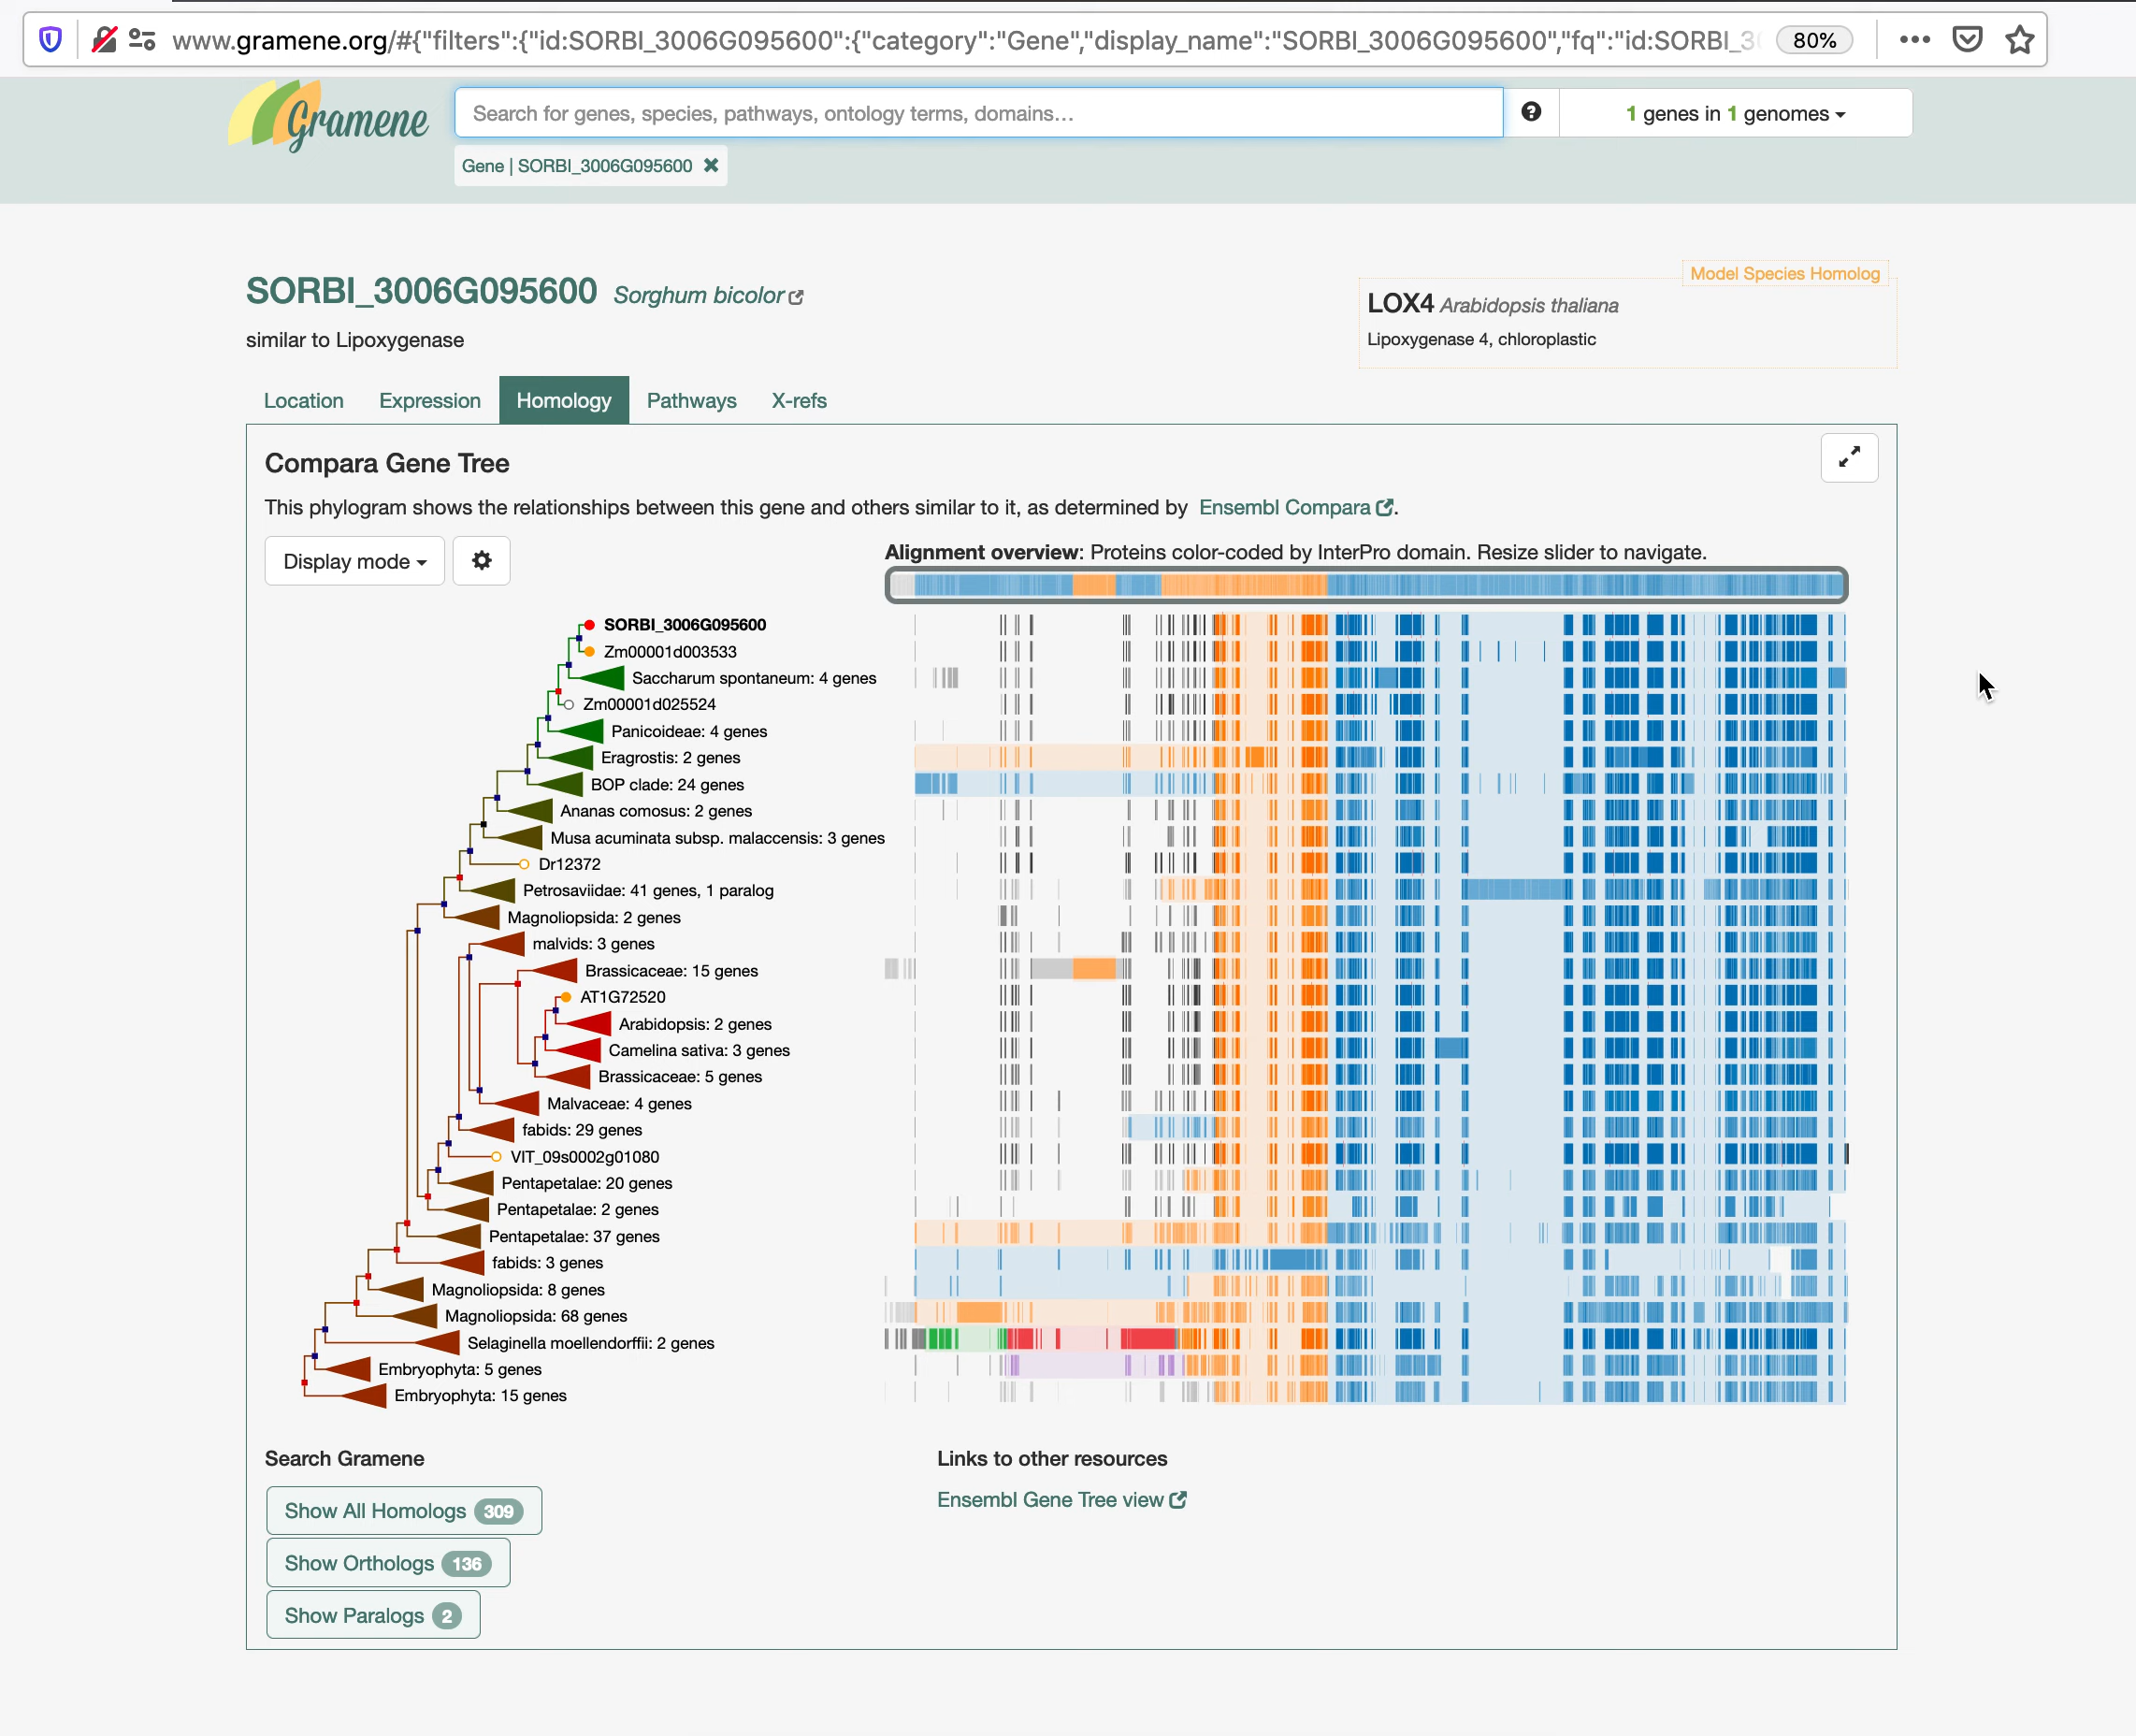 www.gramene.org/#{"filters":{"id:SORBI_3006G095600":{"category":"Gene","display_name":"SORBI_3006G095600","fq":"id:SORBI_3
80%
Gramene
Search for genes, species, pathways, ontology terms, domains...
1 genes in 1 genomes
Gene | SORBI_3006G095600
SORBI_3006G095600 Sorghum bicolor
similar to Lipoxygenase
Model Species Homolog
LOX4 Arabidopsis thaliana
Lipoxygenase 4, chloroplastic
Location Expression Homology Pathways X-refs
Compara Gene Tree
This phylogram shows the relationships between this gene and others similar to it, as determined by Ensembl Compara.
Display mode
Alignment overview: Proteins color-coded by InterPro domain. Resize slider to navigate.
SORBI_3006G095600
Zm00001d003533
Saccharum spontaneum: 4 genes
Zm00001d025524
Panicoideae: 4 genes
Eragrostis: 2 genes
BOP clade: 24 genes
Ananas comosus: 2 genes
Musa acuminata subsp. malaccensis: 3 genes
Dr12372
Petrosaviidae: 41 genes, 1 paralog
Magnoliopsida: 2 genes
malvids: 3 genes
Brassicaceae: 15 genes
AT1G72520
Arabidopsis: 2 genes
Camelina sativa: 3 genes
Brassicaceae: 5 genes
Malvaceae: 4 genes
fabids: 29 genes
VIT_09s0002g01080
Pentapetalae: 20 genes
Pentapetalae: 2 genes
Pentapetalae: 37 genes
fabids: 3 genes
Magnoliopsida: 8 genes
Magnoliopsida: 68 genes
Selaginella moellendorffii: 2 genes
Embryophyta: 5 genes
Embryophyta: 15 genes
Search Gramene
Show All Homologs 309
Show Orthologs 136
Show Paralogs 2
Links to other resources
Ensembl Gene Tree view